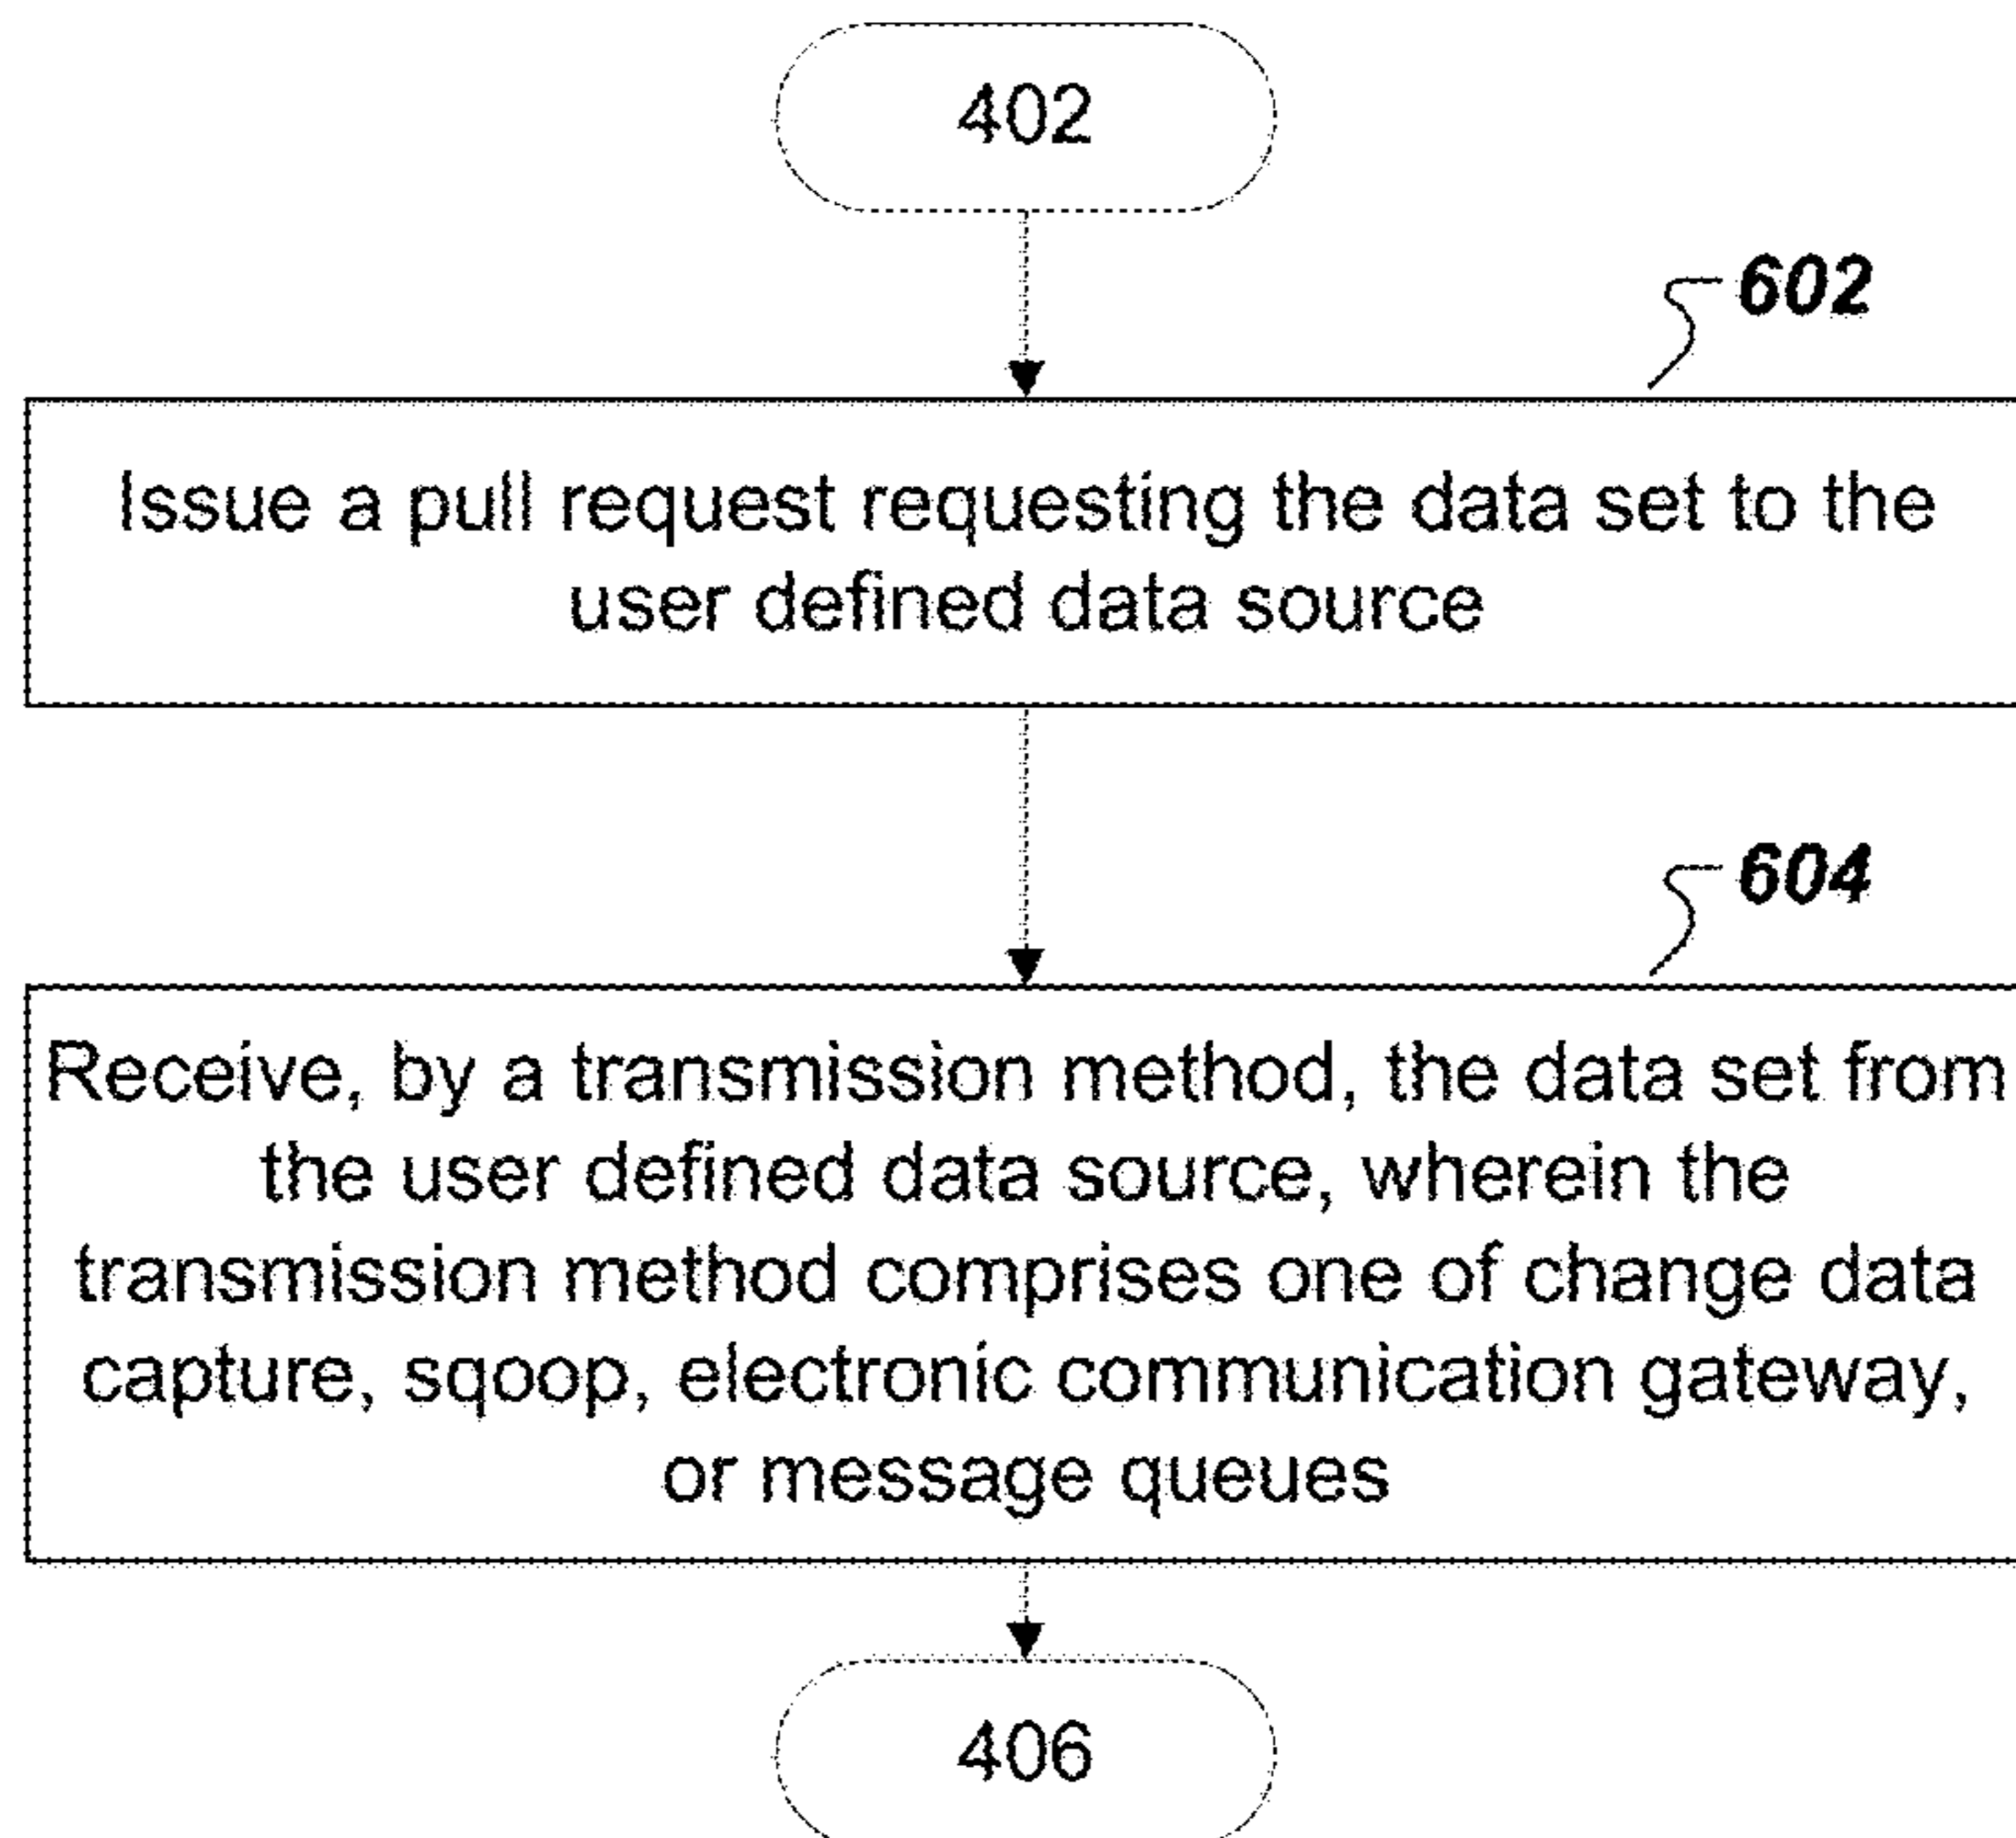 402
602
Issue a pull request requesting the data set to the
user defined data source
604
Receive, by a transmission method, the data set from
the user defined data source, wherein the
transmission method comprises one of change data
capture, sqoop, electronic communication gateway,
or message queues
406